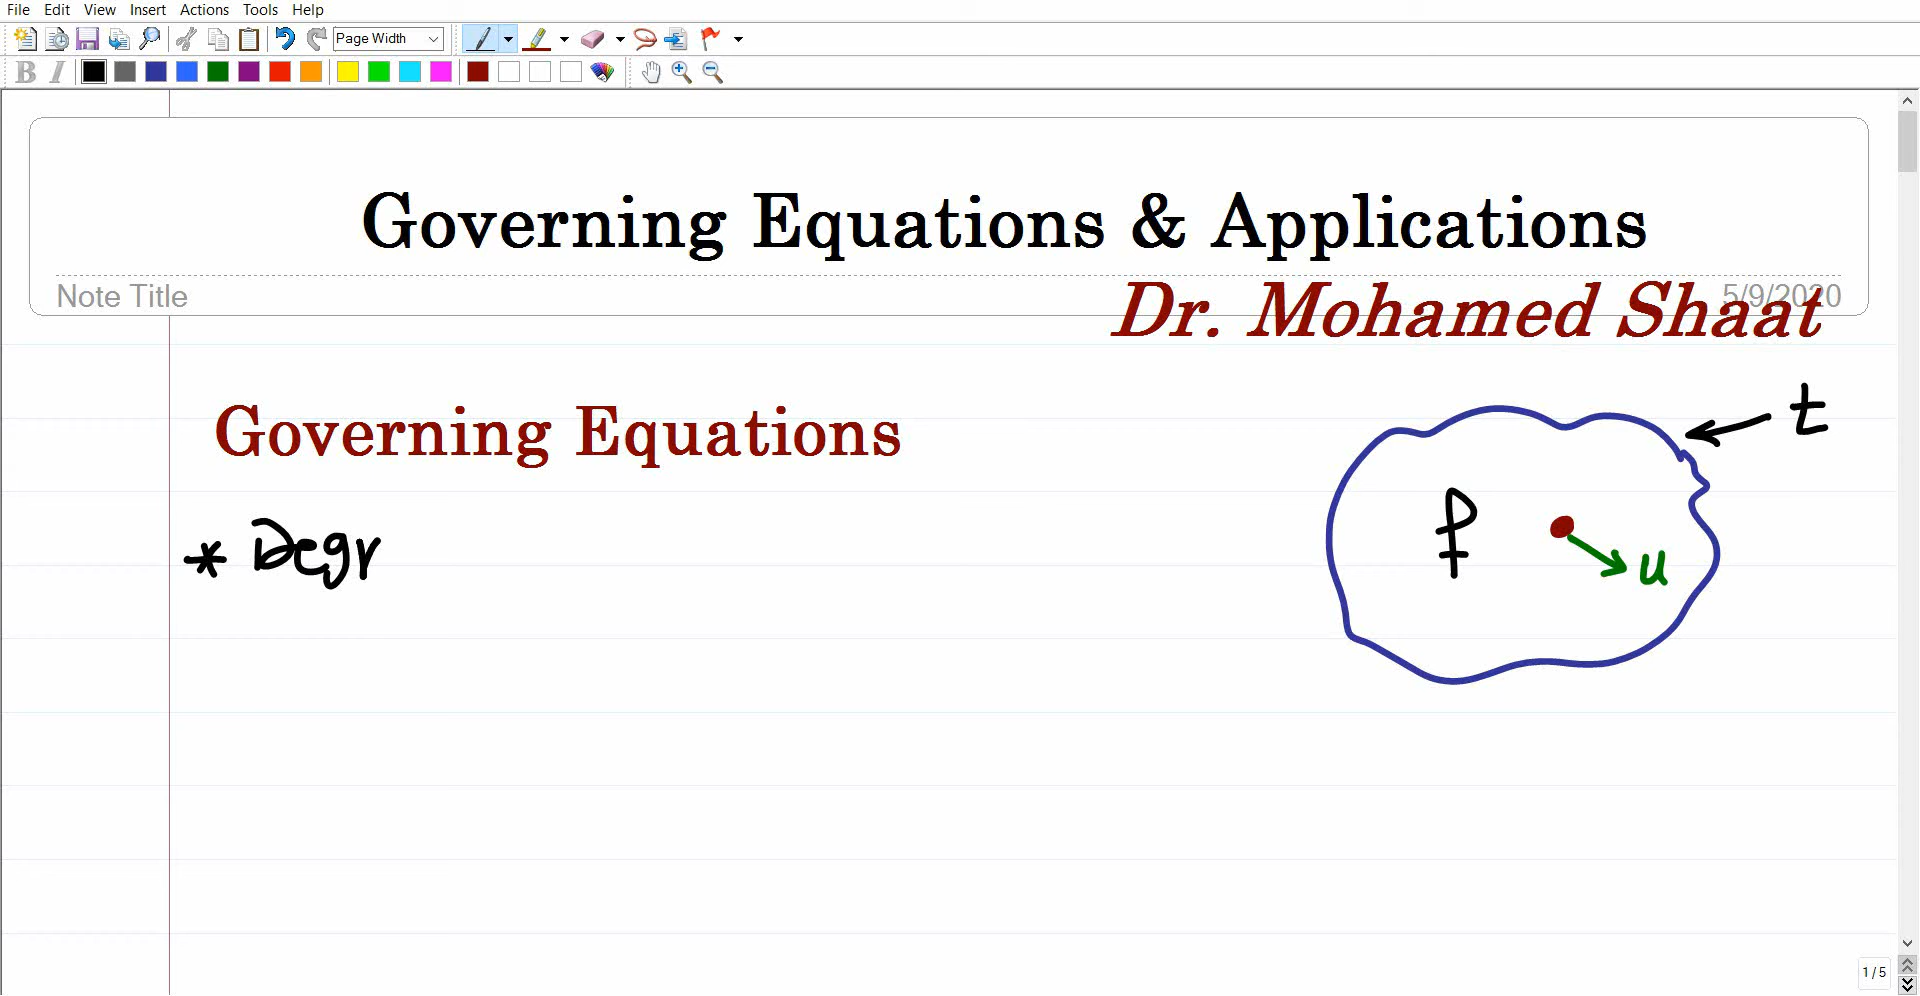 File Edit View Insert Actions Tools Help
Page Width
B I
Governing Equations & Applications
Note Title
5/9/2020
Dr. Mohamed Shaat
Governing Equations
t
* Degr
f
u
1 / 5